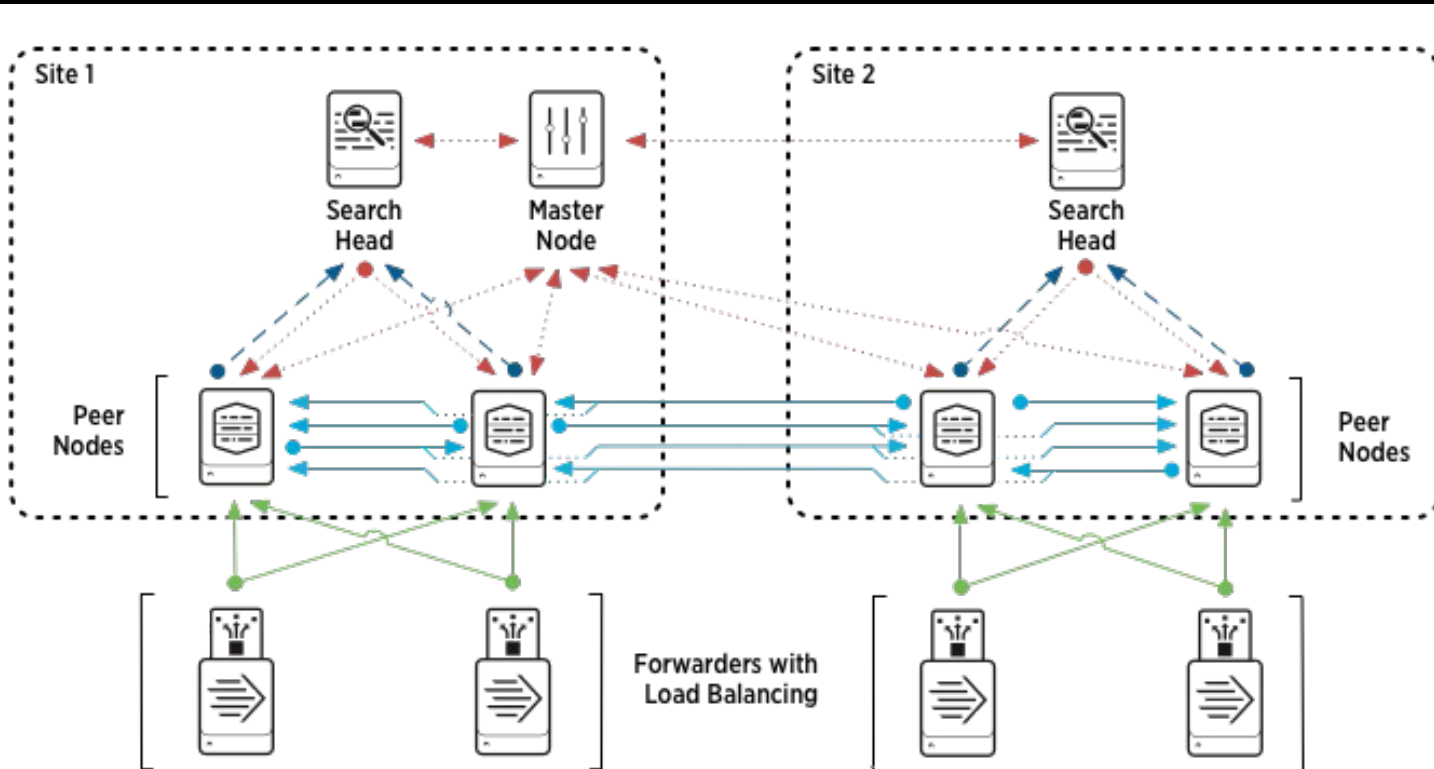 Site 1
Site 2
Search
Head
Master
Node
Search
Head
Peer
Nodes
Peer
Nodes
Forwarders with
Load Balancing